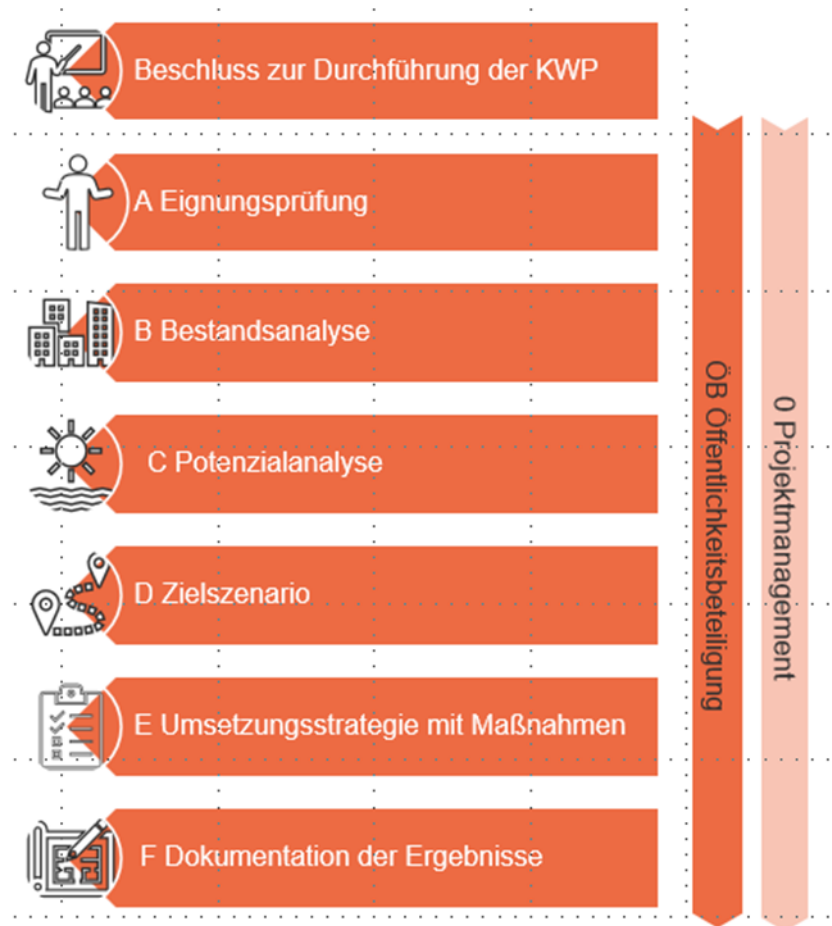 Beschluss zur Durchführung der KWP
A Eignungsprüfung
B Bestandsanalyse
C Potenzialanalyse
D Zielszenario
E Umsetzungsstrategie mit Maßnahmen
F Dokumentation der Ergebnisse
ÖB Öffentlichkeitsbeteiligung
0 Projektmanagement